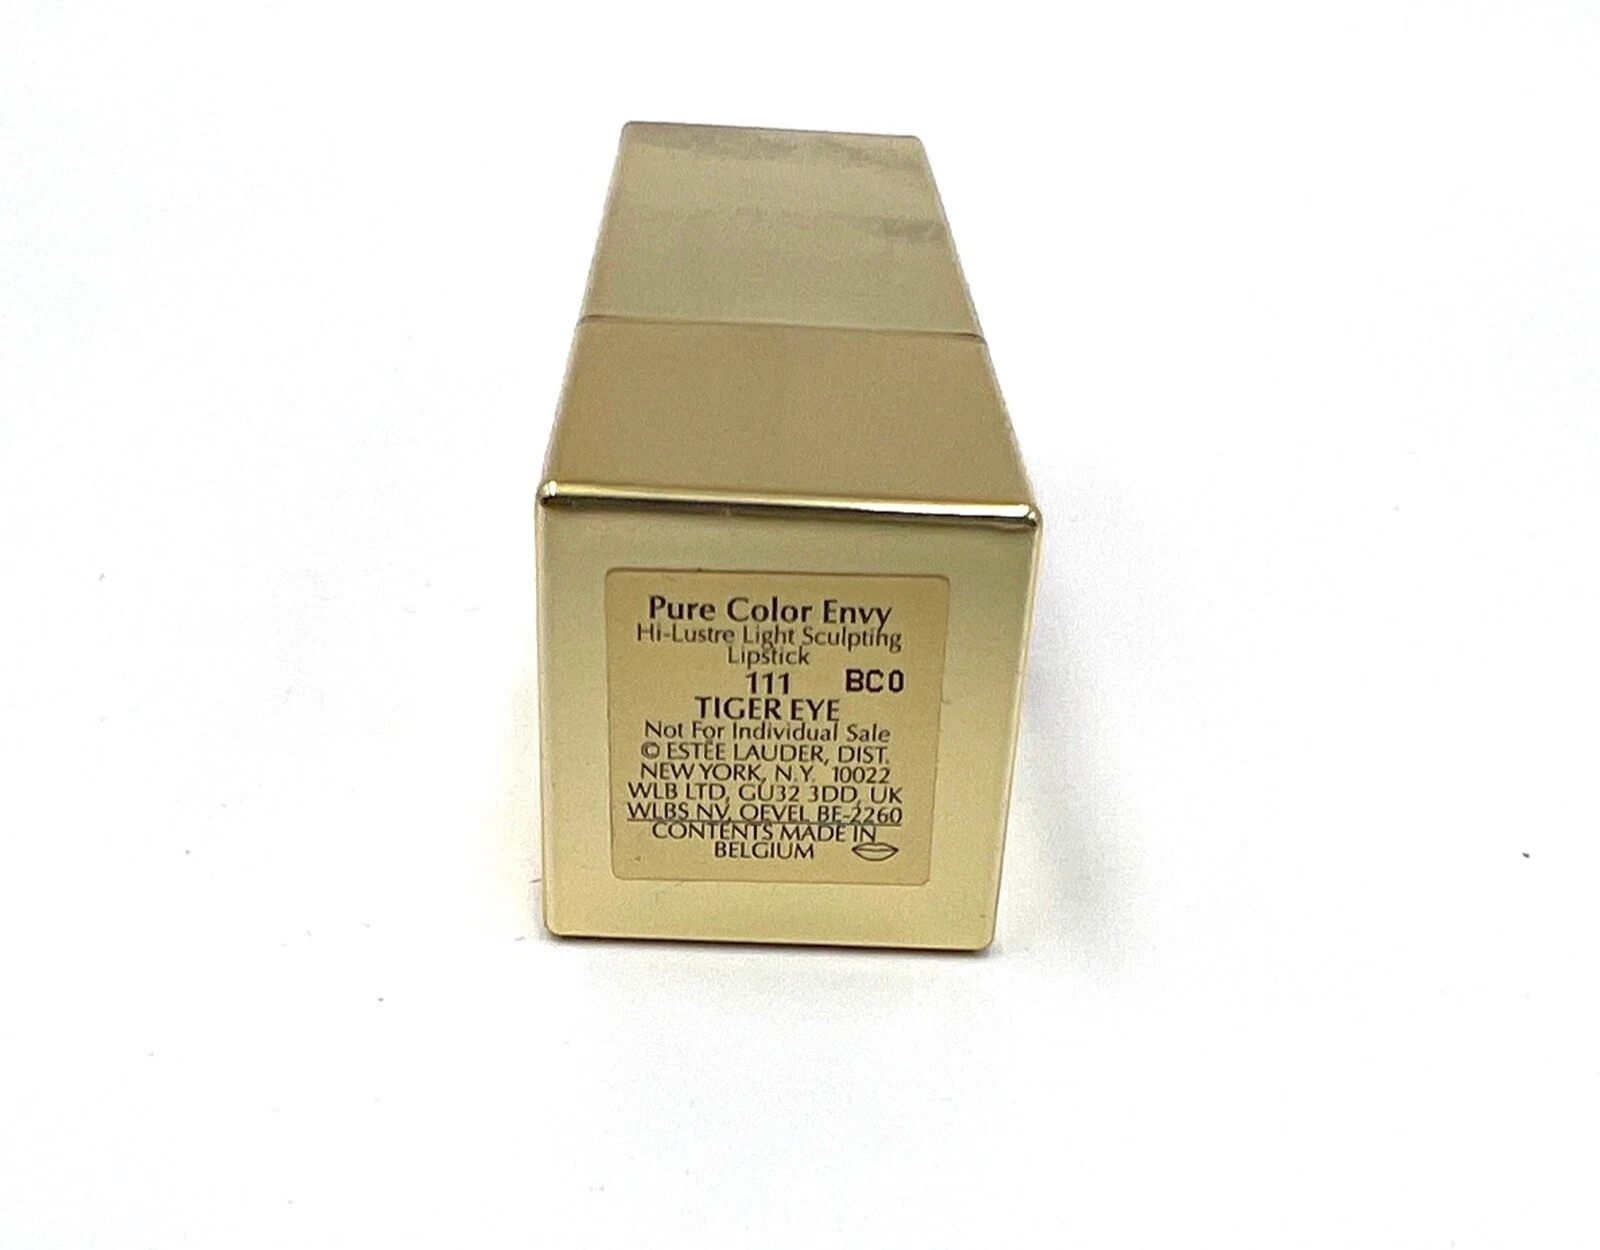 Pure Color Envy
Hi-Lustre Light Sculpting
Lipstick
111 BC0
TIGER EYE
Not For Individual Sale
© ESTĒE LAUDER, DIST.
NEW YORK, N.Y. 10022
WLB LTD, GU32 3DD, UK
WLBS NV, OEVEL BE-2260
CONTENTS MADE IN
BELGIUM